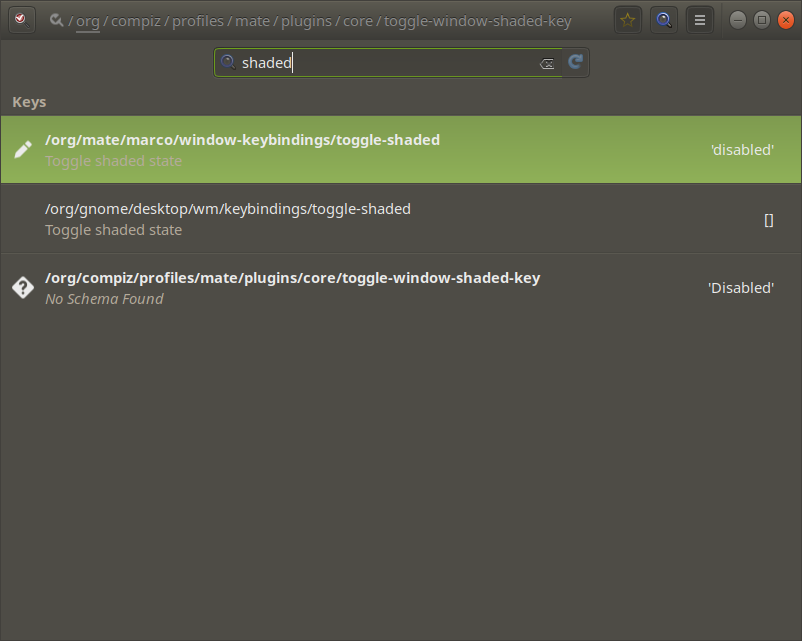 / org / compiz / profiles / mate / plugins / core / toggle-window-shaded-key
shaded
Keys
/org/mate/marco/window-keybindings/toggle-shaded
Toggle shaded state
'disabled'
/org/gnome/desktop/wm/keybindings/toggle-shaded
Toggle shaded state
[]
/org/compiz/profiles/mate/plugins/core/toggle-window-shaded-key
No Schema Found
'Disabled'